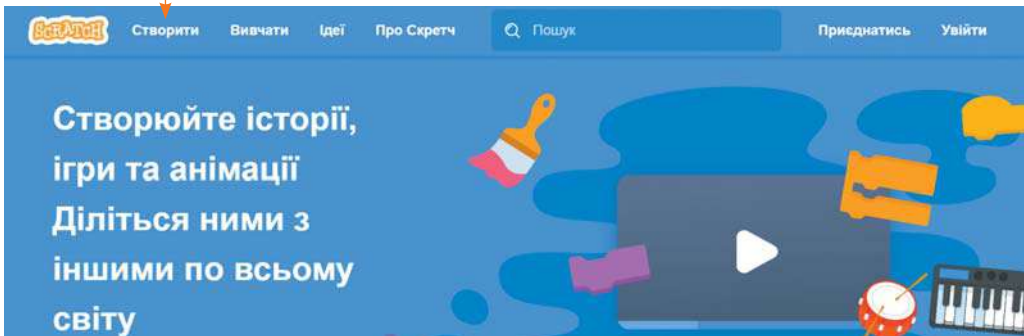 SCRATCH Створити Вивчати Ідеї Про Скретч Пошук Приєднатись Увійти
Створюйте історії,
ігри та анімації
Діліться ними з
іншими по всьому
світу